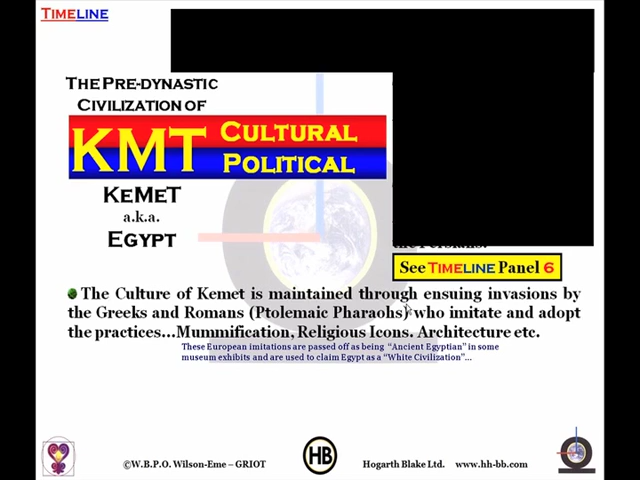 TIMELINE
THE PRE-DYNASTIC
CIVILIZATION OF
KMT CULTURAL
POLITICAL
KEMET
a.k.a.
EGYPT
the Persians.
See TIMELINE Panel 6
The Culture of Kemet is maintained through ensuing invasions by
the Greeks and Romans (Ptolemaic Pharaohs) who imitate and adopt
the practices...Mummification, Religious Icons. Architecture etc.
These European imitations are passed off as being "Ancient Egyptian" in some
museum exhibits and are used to claim Egypt as a "White Civilization"...
©W.B.P.O. Wilson-Eme – GRIOT HB Hogarth Blake Ltd. www.hh-bb.com